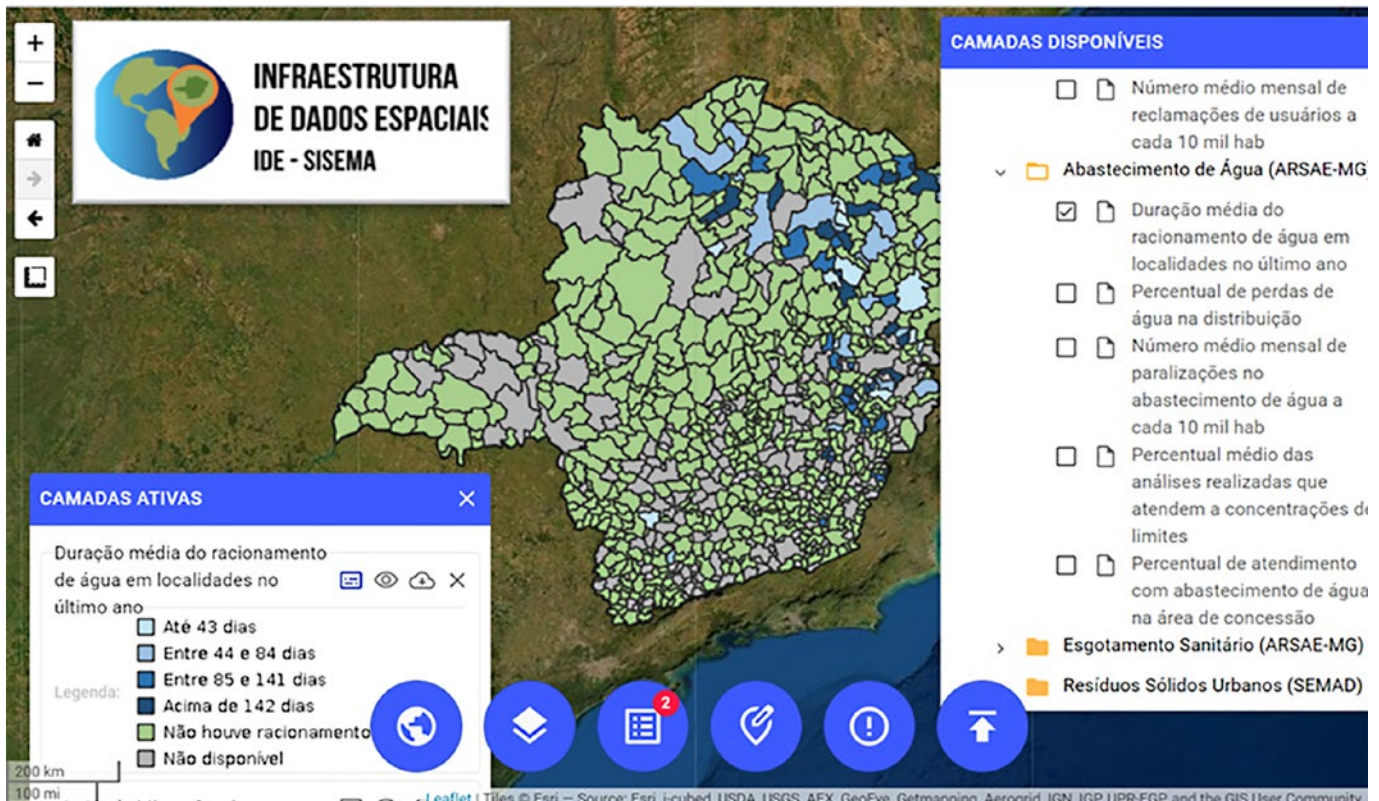 +
−
INFRAESTRUTURA
DE DADOS ESPACIAIS
IDE - SISEMA
CAMADAS ATIVAS
Duração média do racionamento
de água em localidades no
último ano
Legenda:
Até 43 dias
Entre 44 e 84 dias
Entre 85 e 141 dias
Acima de 142 dias
Não houve racionamento
Não disponível
200 km
100 mi
2
CAMADAS DISPONÍVEIS
Número médio mensal de
reclamações de usuários a
cada 10 mil hab
Abastecimento de Água (ARSAE-MG)
Duração média do
racionamento de água em
localidades no último ano
Percentual de perdas de
água na distribuição
Número médio mensal de
paralizações no
abastecimento de água a
cada 10 mil hab
Percentual médio das
análises realizadas que
atendem a concentrações de
limites
Percentual de atendimento
com abastecimento de água
na área de concessão
Esgotamento Sanitário (ARSAE-MG)
Resíduos Sólidos Urbanos (SEMAD)
Leaflet | Tiles © Esri — Source: Esri, i-cubed, USDA, USGS, AEX, GeoEye, Getmapping, Aerogrid, IGN, IGP, UPR-EGP, and the GIS User Community